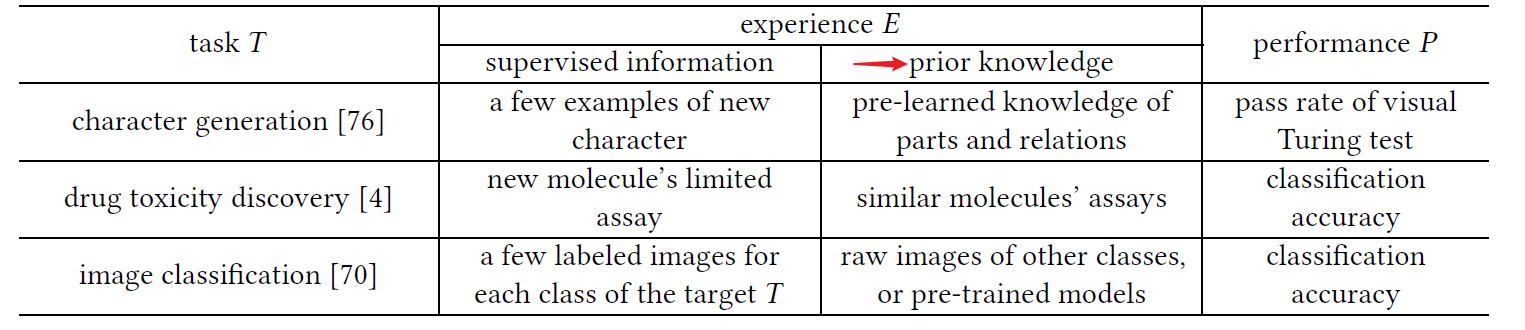 task T
experience E
performance P
supervised information
prior knowledge
character generation [76]
a few examples of new
character
pre-learned knowledge of
parts and relations
pass rate of visual
Turing test
drug toxicity discovery [4]
new molecule's limited
assay
similar molecules' assays
classification
accuracy
image classification [70]
a few labeled images for
each class of the target T
raw images of other classes,
or pre-trained models
classification
accuracy